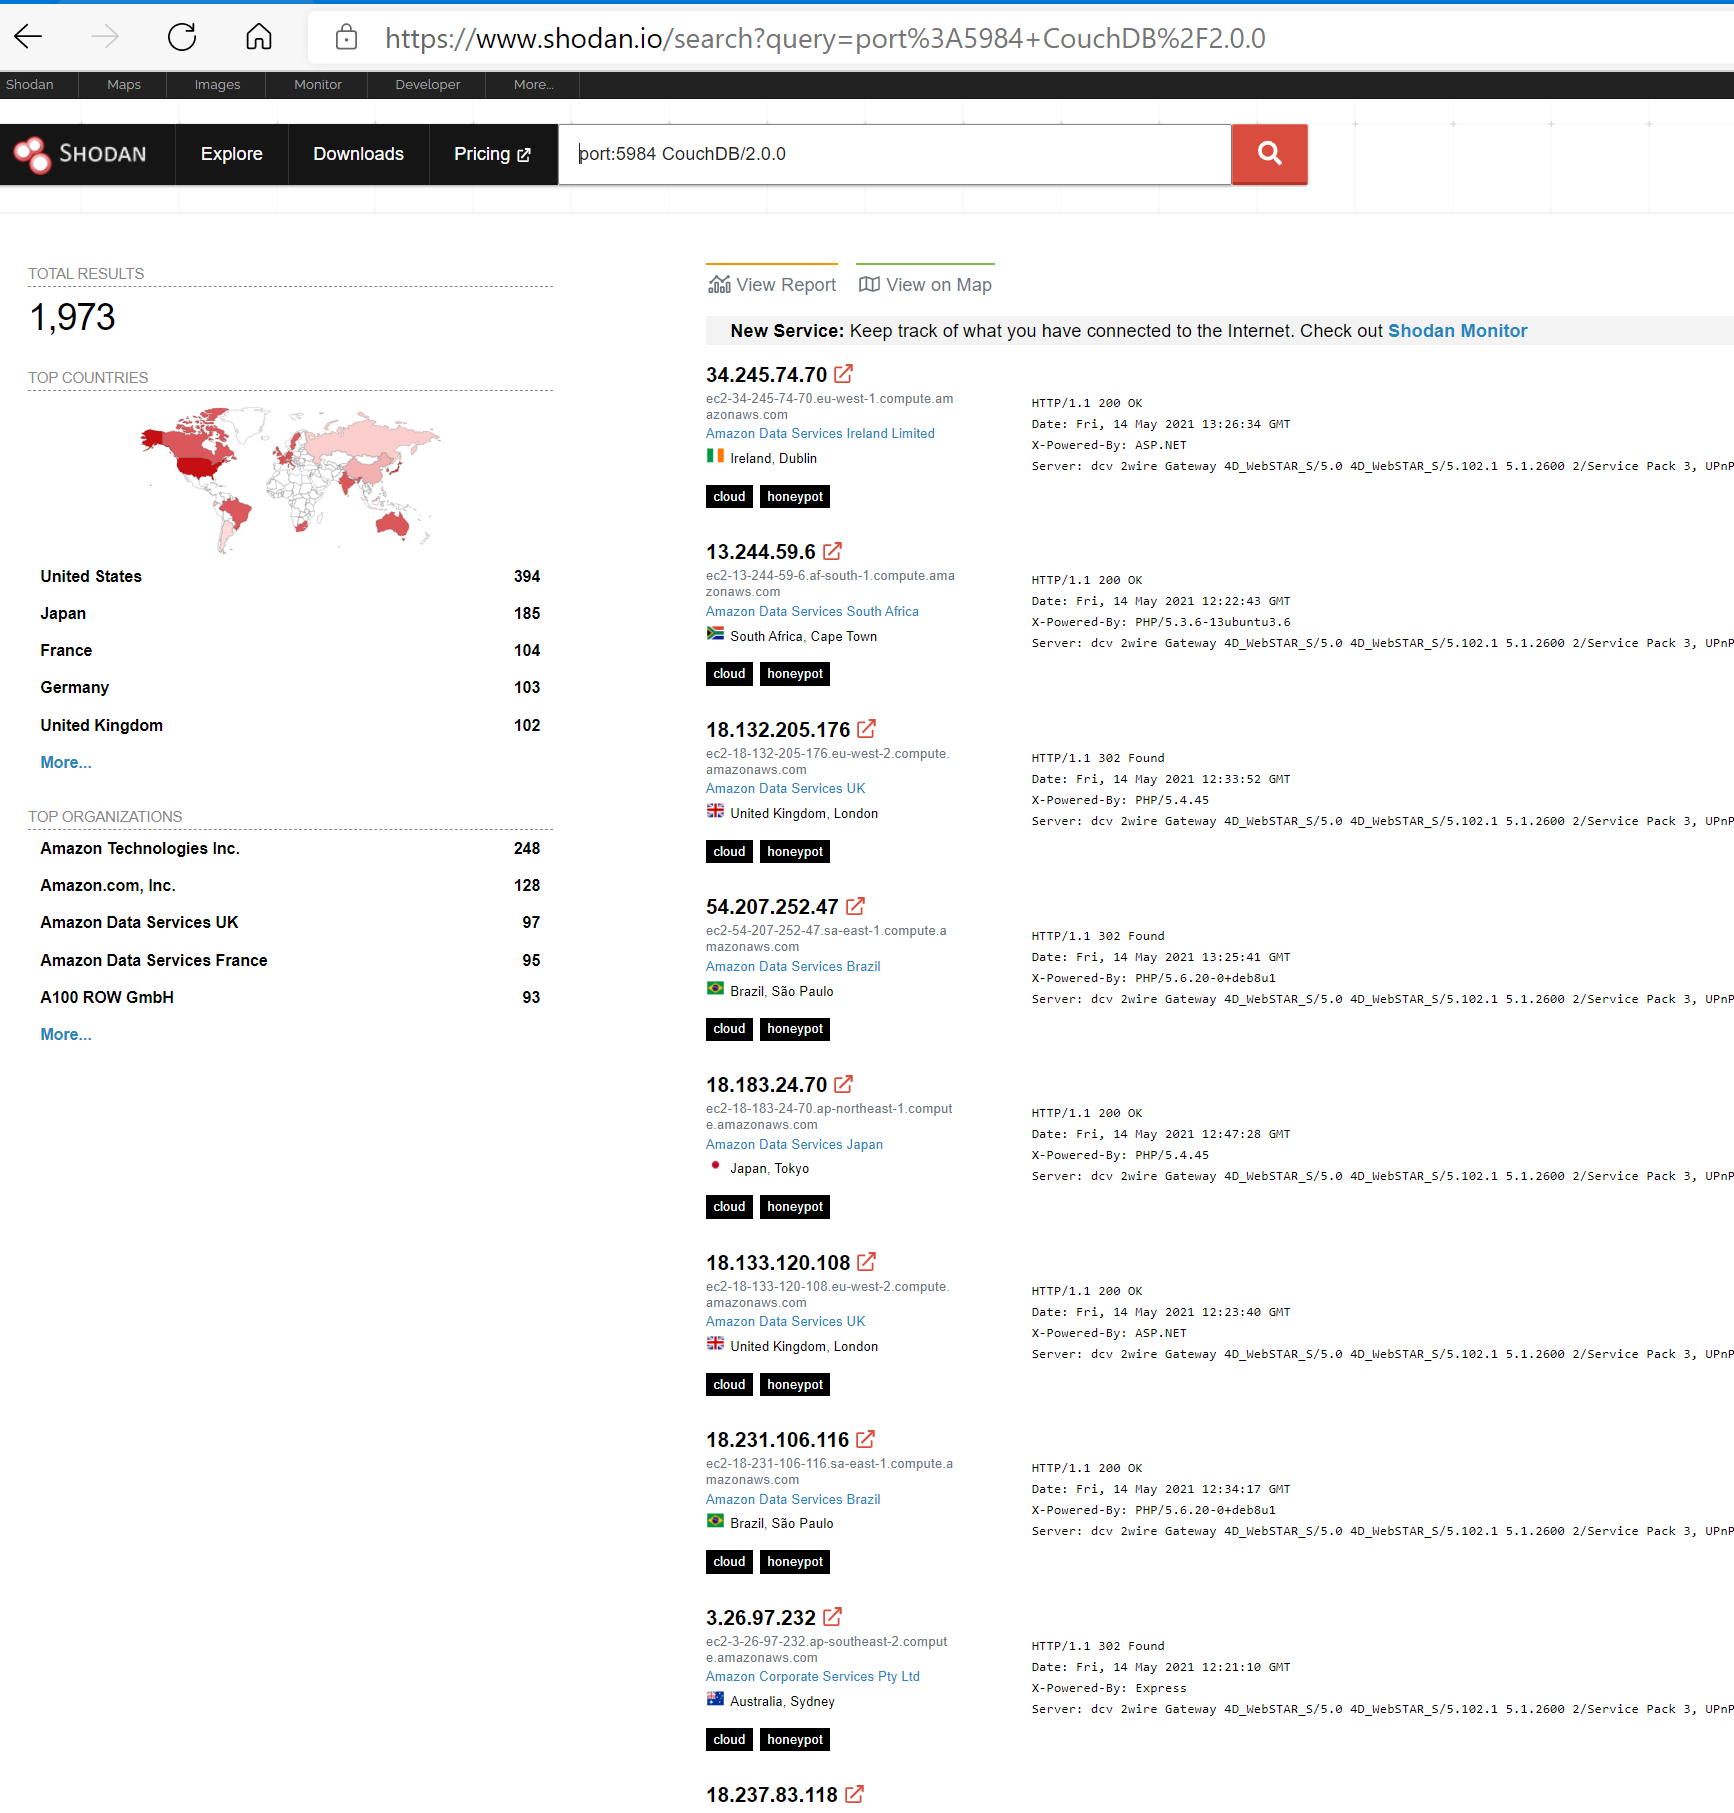 https://www.shodan.io/search?query=port%3A5984+CouchDB%2F2.0.0
Shodan Maps Images Monitor Developer More...
SHODAN Explore Downloads Pricing port:5984 CouchDB/2.0.0
TOTAL RESULTS
1,973
TOP COUNTRIES
United States 394
Japan 185
France 104
Germany 103
United Kingdom 102
More...
TOP ORGANIZATIONS
Amazon Technologies Inc. 248
Amazon.com, Inc. 128
Amazon Data Services UK 97
Amazon Data Services France 95
A100 ROW GmbH 93
More...
View Report View on Map
New Service: Keep track of what you have connected to the Internet. Check out Shodan Monitor
34.245.74.70
ec2-34-245-74-70.eu-west-1.compute.am
azonaws.com
Amazon Data Services Ireland Limited
Ireland, Dublin
cloud honeypot
HTTP/1.1 200 OK
Date: Fri, 14 May 2021 13:26:34 GMT
X-Powered-By: ASP.NET
Server: dcv 2wire Gateway 4D_WebSTAR_S/5.0 4D_WebSTAR_S/5.102.1 5.1.2600 2/Service Pack 3, UPnP
13.244.59.6
ec2-13-244-59-6.af-south-1.compute.ama
zonaws.com
Amazon Data Services South Africa
South Africa, Cape Town
cloud honeypot
HTTP/1.1 200 OK
Date: Fri, 14 May 2021 12:22:43 GMT
X-Powered-By: PHP/5.3.6-13ubuntu3.6
Server: dcv 2wire Gateway 4D_WebSTAR_S/5.0 4D_WebSTAR_S/5.102.1 5.1.2600 2/Service Pack 3, UPnP
18.132.205.176
ec2-18-132-205-176.eu-west-2.compute.
amazonaws.com
Amazon Data Services UK
United Kingdom, London
cloud honeypot
HTTP/1.1 302 Found
Date: Fri, 14 May 2021 12:33:52 GMT
X-Powered-By: PHP/5.4.45
Server: dcv 2wire Gateway 4D_WebSTAR_S/5.0 4D_WebSTAR_S/5.102.1 5.1.2600 2/Service Pack 3, UPnP
54.207.252.47
ec2-54-207-252-47.sa-east-1.compute.a
mazonaws.com
Amazon Data Services Brazil
Brazil, São Paulo
cloud honeypot
HTTP/1.1 302 Found
Date: Fri, 14 May 2021 13:25:41 GMT
X-Powered-By: PHP/5.6.20-0+deb8u1
Server: dcv 2wire Gateway 4D_WebSTAR_S/5.0 4D_WebSTAR_S/5.102.1 5.1.2600 2/Service Pack 3, UPnP
18.183.24.70
ec2-18-183-24-70.ap-northeast-1.comput
e.amazonaws.com
Amazon Data Services Japan
Japan, Tokyo
cloud honeypot
HTTP/1.1 200 OK
Date: Fri, 14 May 2021 12:47:28 GMT
X-Powered-By: PHP/5.4.45
Server: dcv 2wire Gateway 4D_WebSTAR_S/5.0 4D_WebSTAR_S/5.102.1 5.1.2600 2/Service Pack 3, UPnP
18.133.120.108
ec2-18-133-120-108.eu-west-2.compute.
amazonaws.com
Amazon Data Services UK
United Kingdom, London
cloud honeypot
HTTP/1.1 200 OK
Date: Fri, 14 May 2021 12:23:40 GMT
X-Powered-By: ASP.NET
Server: dcv 2wire Gateway 4D_WebSTAR_S/5.0 4D_WebSTAR_S/5.102.1 5.1.2600 2/Service Pack 3, UPnP
18.231.106.116
ec2-18-231-106-116.sa-east-1.compute.a
mazonaws.com
Amazon Data Services Brazil
Brazil, São Paulo
cloud honeypot
HTTP/1.1 200 OK
Date: Fri, 14 May 2021 12:34:17 GMT
X-Powered-By: PHP/5.6.20-0+deb8u1
Server: dcv 2wire Gateway 4D_WebSTAR_S/5.0 4D_WebSTAR_S/5.102.1 5.1.2600 2/Service Pack 3, UPnP
3.26.97.232
ec2-3-26-97-232.ap-southeast-2.comput
e.amazonaws.com
Amazon Corporate Services Pty Ltd
Australia, Sydney
cloud honeypot
HTTP/1.1 302 Found
Date: Fri, 14 May 2021 12:21:10 GMT
X-Powered-By: Express
Server: dcv 2wire Gateway 4D_WebSTAR_S/5.0 4D_WebSTAR_S/5.102.1 5.1.2600 2/Service Pack 3, UPnP
18.237.83.118